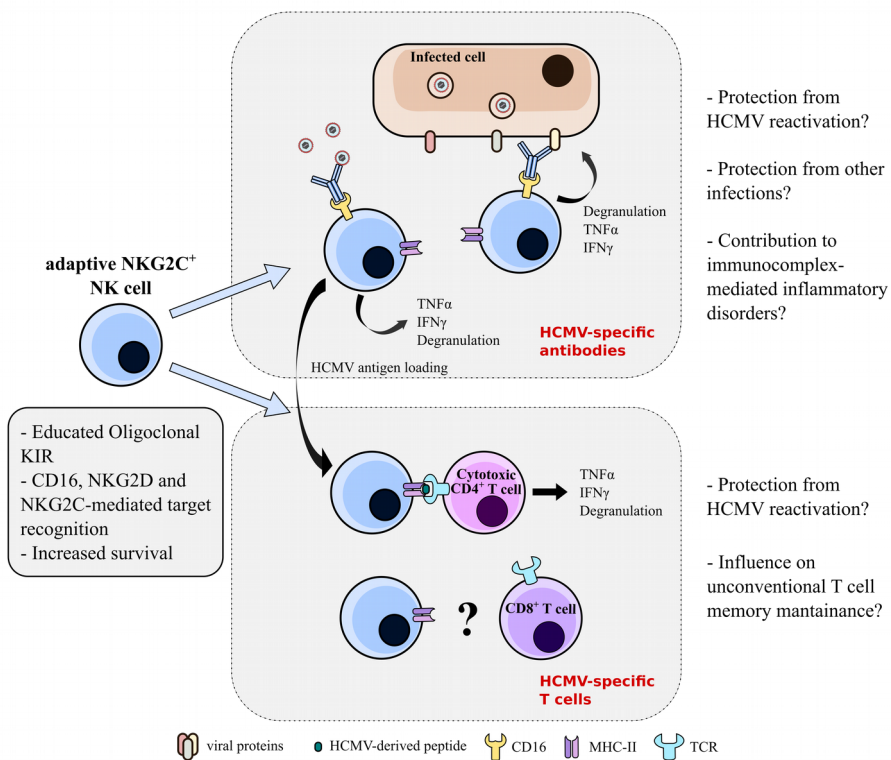 Infected cell
Degranulation
TNFα
IFNγ
TNFα
IFNγ
Degranulation
HCMV-specific
antibodies
adaptive NKG2C⁺
NK cell
HCMV antigen loading
- Educated Oligoclonal
KIR
- CD16, NKG2D and
NKG2C-mediated target
recognition
- Increased survival
Cytotoxic
CD4⁺ T cell
TNFα
IFNγ
Degranulation
?
CD8⁺ T cell
HCMV-specific
T cells
- Protection from
HCMV reactivation?
- Protection from other
infections?
- Contribution to
immunocomplex-
mediated inflammatory
disorders?
- Protection from
HCMV reactivation?
- Influence on
unconventional T cell
memory mantainance?
viral proteins
HCMV-derived peptide
CD16
MHC-II
TCR